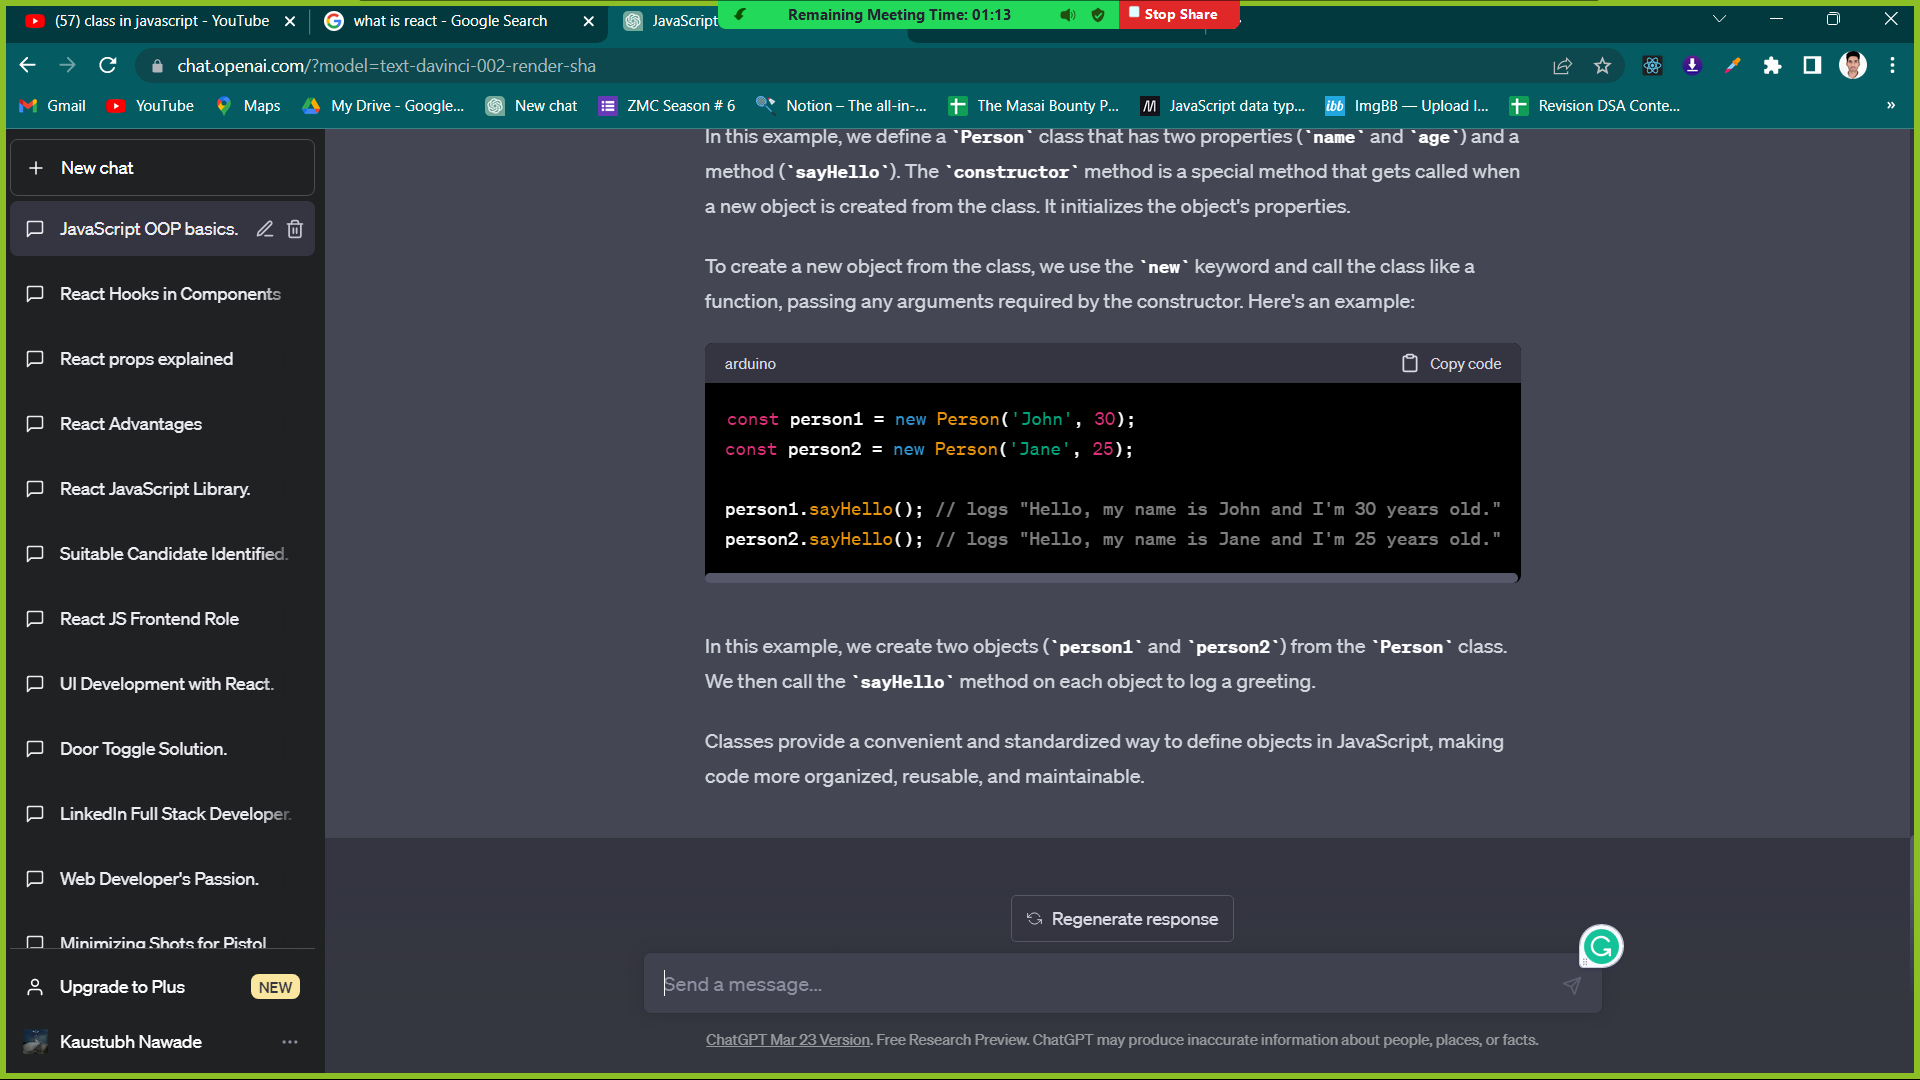 (57) class in javascript - YouTube
what is react - Google Search
JavaScript
Remaining Meeting Time: 01:13
Stop Share
chat.openai.com/?model=text-davinci-002-render-sha
Gmail
YouTube
Maps
My Drive - Google...
New chat
ZMC Season # 6
Notion – The all-in-...
The Masai Bounty P...
JavaScript data typ...
ImgBB — Upload I...
Revision DSA Conte...
»
New chat
JavaScript OOP basics.
React Hooks in Components
React props explained
React Advantages
React JavaScript Library.
Suitable Candidate Identified.
React JS Frontend Role
UI Development with React.
Door Toggle Solution.
LinkedIn Full Stack Developer.
Web Developer's Passion.
Minimizing Shots for Pistol
Upgrade to Plus
NEW
Kaustubh Nawade
In this example, we define a `Person` class that has two properties (`name` and `age`) and a
method (`sayHello`). The `constructor` method is a special method that gets called when
a new object is created from the class. It initializes the object's properties.
To create a new object from the class, we use the `new` keyword and call the class like a
function, passing any arguments required by the constructor. Here's an example:
arduino
Copy code
const person1 = new Person('John', 30);
const person2 = new Person('Jane', 25);
person1.sayHello(); // logs "Hello, my name is John and I'm 30 years old."
person2.sayHello(); // logs "Hello, my name is Jane and I'm 25 years old."
In this example, we create two objects (`person1` and `person2`) from the `Person` class.
We then call the `sayHello` method on each object to log a greeting.
Classes provide a convenient and standardized way to define objects in JavaScript, making
code more organized, reusable, and maintainable.
Regenerate response
Send a message...
ChatGPT Mar 23 Version. Free Research Preview. ChatGPT may produce inaccurate information about people, places, or facts.